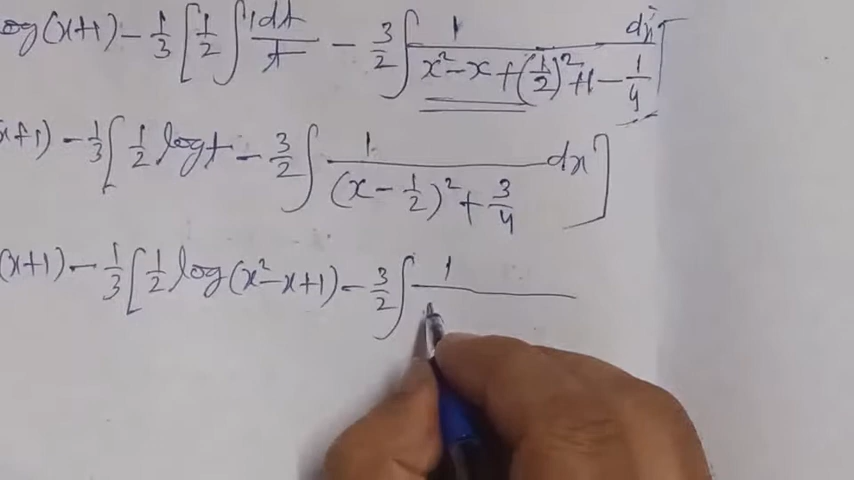 og(x+1) - 1/3 [1/2 ∫ 1dt/t - 3/2 ∫ 1/(x² - x + (1/2)² + 1 - 1/4) dx]
x+1) - 1/3 [1/2 log t - 3/2 ∫ 1/((x - 1/2)² + 3/4) dx]
(x+1) - 1/3 [1/2 log(x² - x + 1) - 3/2 ∫ 1/